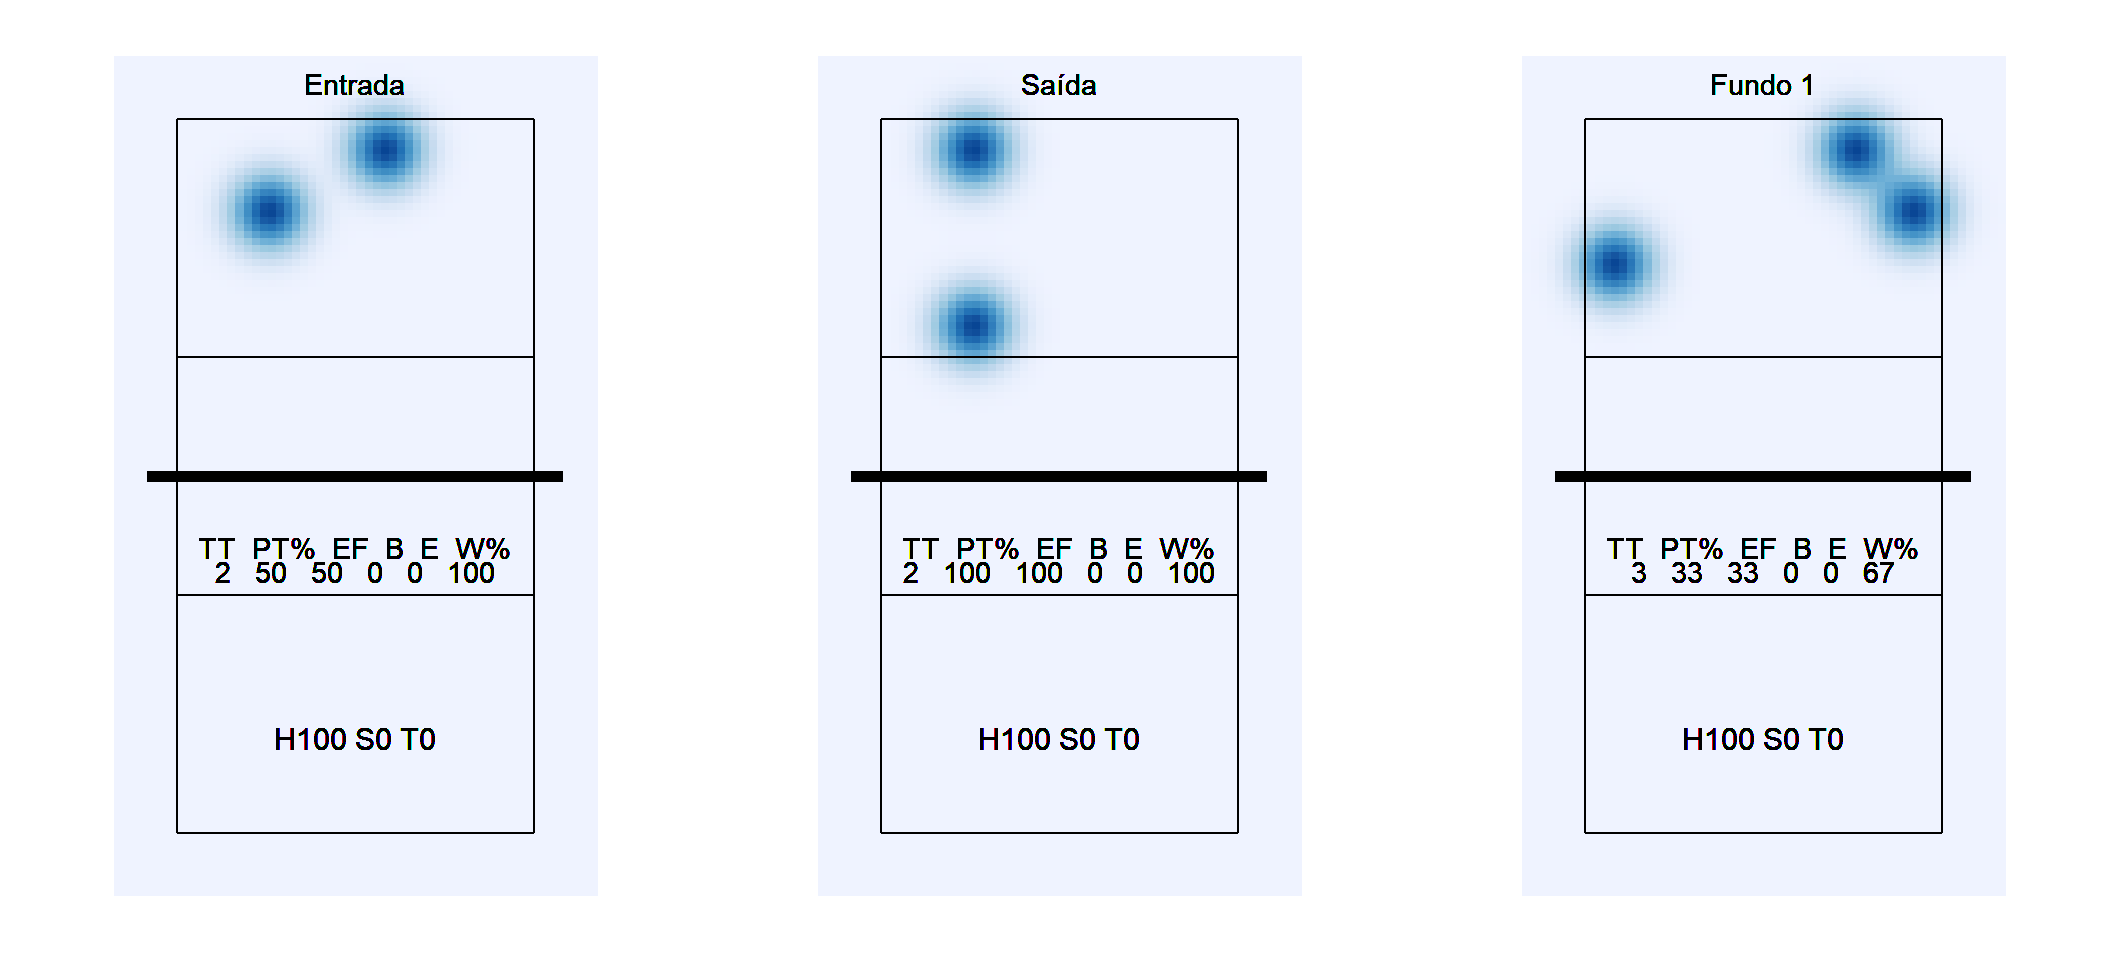 Entrada
TT PT% EF B E W%
2 50 50 0 0 100
H100 S0 T0
Saída
TT PT% EF B E W%
2 100 100 0 0 100
H100 S0 T0
Fundo 1
TT PT% EF B E W%
3 33 33 0 0 67
H100 S0 T0